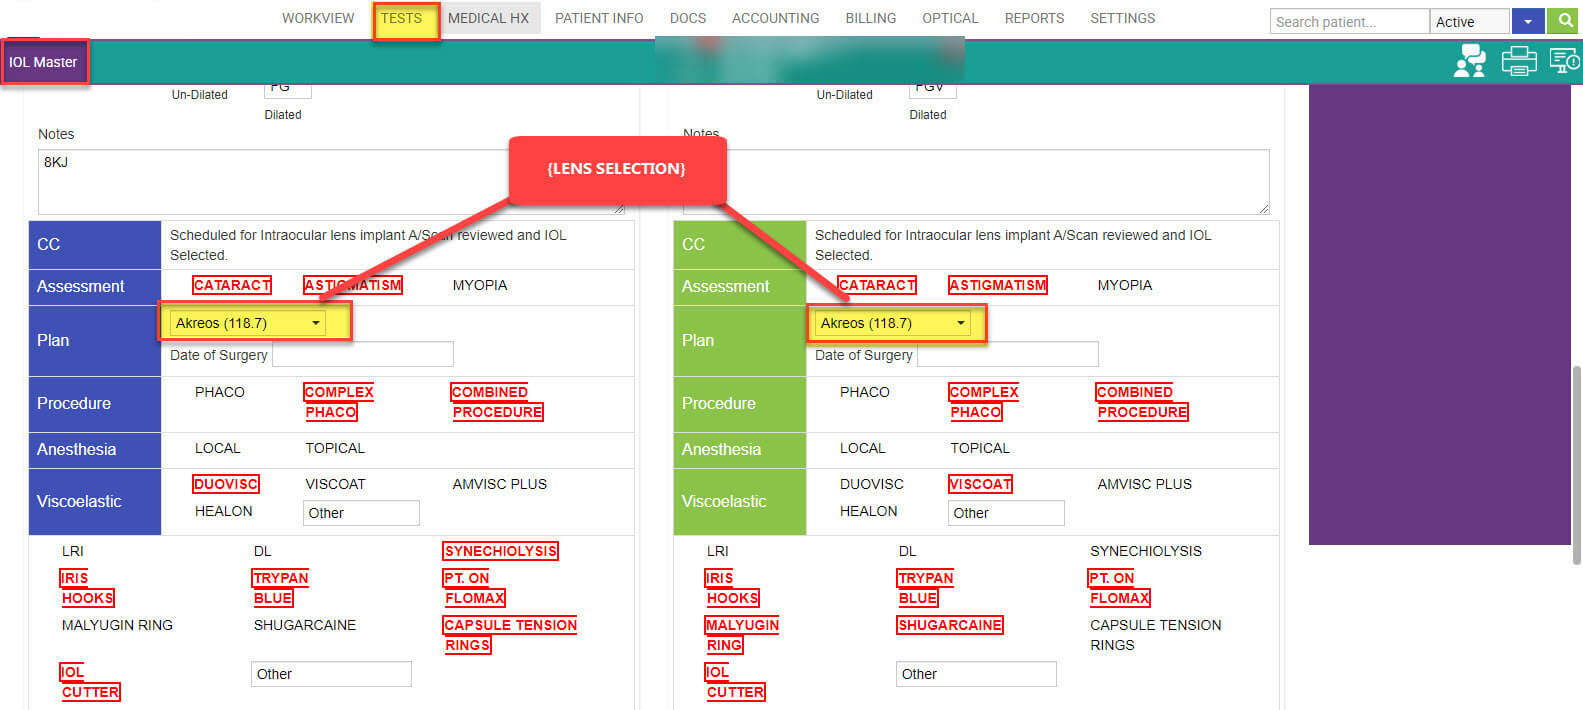 WORKVIEW TESTS MEDICAL HX PATIENT INFO DOCS ACCOUNTING BILLING OPTICAL REPORTS SETTINGS Search patient... Active
IOL Master
Un-Dilated
Dilated
Un-Dilated
Dilated
Notes
8KJ
Notes
{LENS SELECTION}
CC
Scheduled for Intraocular lens implant A/Scan reviewed and IOL
Selected.
Assessment
CATARACT ASTIGMATISM MYOPIA
Plan
Akreos (118.7)
Date of Surgery
Procedure
PHACO COMPLEX COMBINED
PHACO PROCEDURE
Anesthesia
LOCAL TOPICAL
Viscoelastic
DUOVISC VISCOAT AMVISC PLUS
HEALON Other
LRI DL SYNECHIOLYSIS
IRIS TRYPAN PT. ON
HOOKS BLUE FLOMAX
MALYUGIN RING SHUGARCAINE CAPSULE TENSION
RINGS
IOL Other
CUTTER
CC
Scheduled for Intraocular lens implant A/Scan reviewed and IOL
Selected.
Assessment
CATARACT ASTIGMATISM MYOPIA
Plan
Akreos (118.7)
Date of Surgery
Procedure
PHACO COMPLEX COMBINED
PHACO PROCEDURE
Anesthesia
LOCAL TOPICAL
Viscoelastic
DUOVISC VISCOAT AMVISC PLUS
HEALON Other
LRI DL SYNECHIOLYSIS
IRIS TRYPAN PT. ON
HOOKS BLUE FLOMAX
MALYUGIN SHUGARCAINE CAPSULE TENSION
RING RINGS
IOL Other
CUTTER